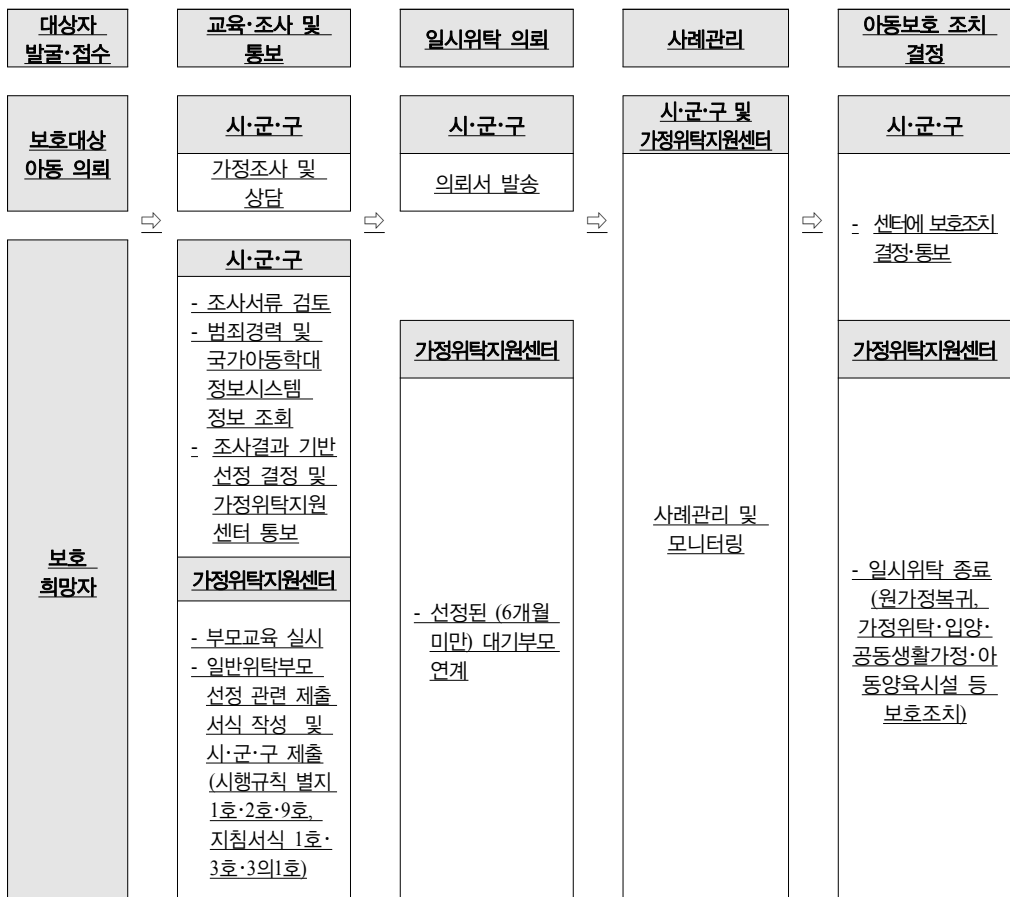 대상자
발굴·접수
교육·조사 및
통보
일시위탁 의뢰
사례관리
아동보호 조치
결정
보호대상
아동 의뢰
보호
희망자
⇨
시·군·구
가정조사 및
상담
시·군·구
- 조사서류 검토
- 범죄경력 및
국가아동학대
정보시스템
정보 조회
- 조사결과 기반
선정 결정 및
가정위탁지원
센터 통보
가정위탁지원센터
- 부모교육 실시
- 일반위탁부모
선정 관련 제출
서식 작성 및
시·군·구 제출
(시행규칙 별지
1호·2호·9호,
지침서식 1호·
3호·3의1호)
⇨
시·군·구
의뢰서 발송
가정위탁지원센터
- 선정된 (6개월
미만) 대기부모
연계
⇨
시·군·구 및
가정위탁지원센터
사례관리 및
모니터링
⇨
시·군·구
- 센터에 보호조치
결정·통보
가정위탁지원센터
- 일시위탁 종료
(원가정복귀,
가정위탁·입양·
공동생활가정·아
동양육시설 등
보호조치)